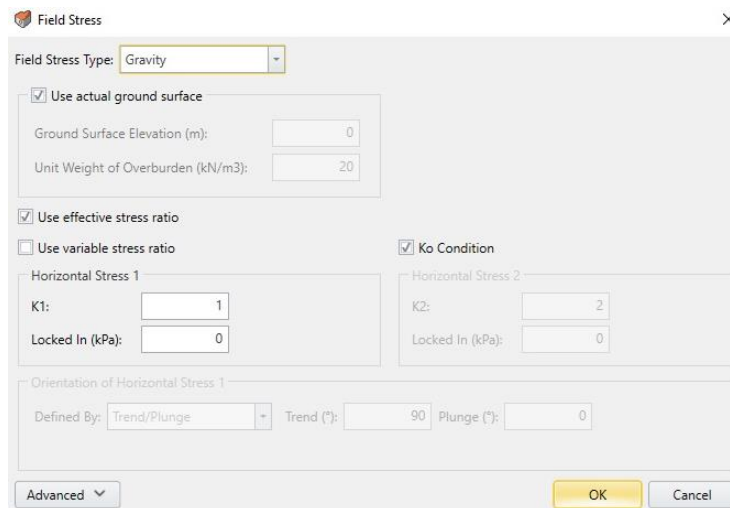 Field Stress
Field Stress Type: Gravity
Use actual ground surface
Ground Surface Elevation (m): 0
Unit Weight of Overburden (kN/m3): 20
Use effective stress ratio
Use variable stress ratio Ko Condition
Horizontal Stress 1 Horizontal Stress 2
K1: 1 K2: 2
Locked In (kPa): 0 Locked In (kPa): 0
Orientation of Horizontal Stress 1
Defined By: Trend/Plunge Trend (°): 90 Plunge (°): 0
Advanced OK Cancel